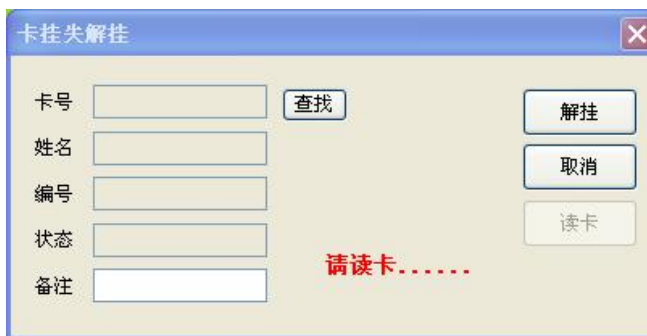 卡挂失解挂
卡号 查找
解挂
姓名
取消
编号
读卡
状态
请读卡......
备注